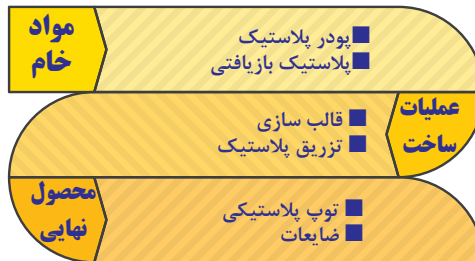 مواد
خام
■پودر پلاستیک
■پلاستیک بازیافتی
عملیات
ساخت
■ قالب سازی
■ تزریق پلاستیک
محصول
نهایی
■ توپ پلاستیکی
■ ضایعات